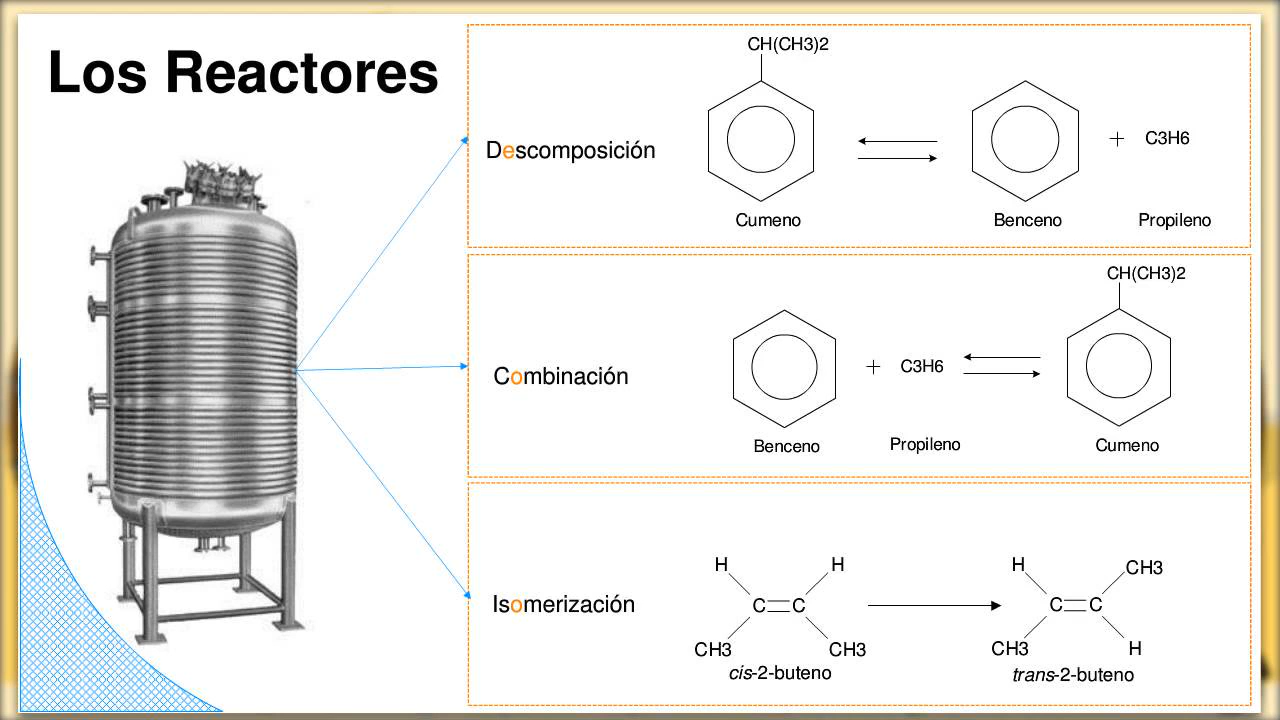 Los Reactores
Descomposición
CH(CH3)2
+ C3H6
Cumeno
Benceno
Propileno
Combinación
CH(CH3)2
+ C3H6
Benceno
Propileno
Cumeno
Isomerización
H H
C C
CH3 CH3
cis-2-buteno
H CH3
C C
CH3 H
trans-2-buteno